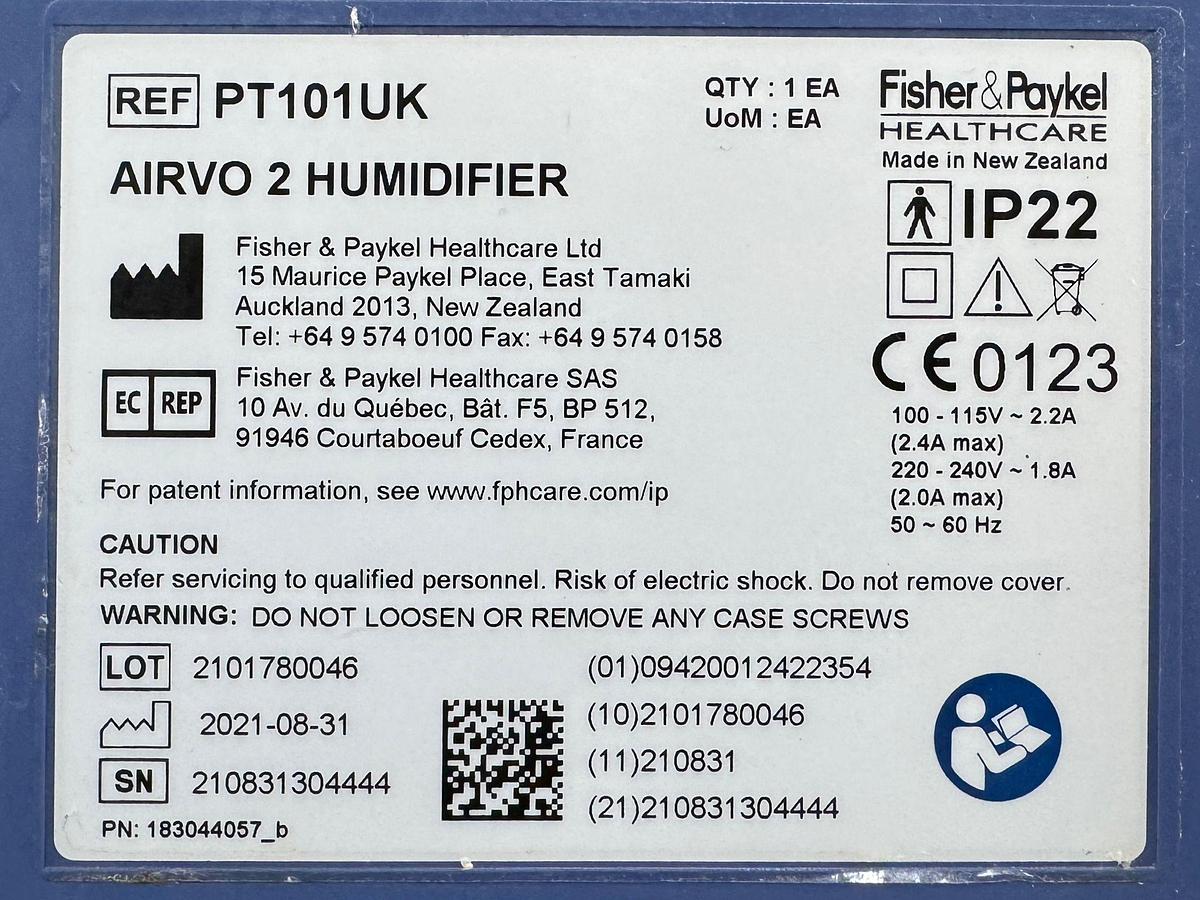 REF PT101UK
QTY : 1 EA
UoM : EA
Fisher&Paykel
HEALTHCARE
Made in New Zealand
AIRVO 2 HUMIDIFIER
IP22
Fisher & Paykel Healthcare Ltd
15 Maurice Paykel Place, East Tamaki
Auckland 2013, New Zealand
Tel: +64 9 574 0100 Fax: +64 9 574 0158
EC REP
Fisher & Paykel Healthcare SAS
10 Av. du Québec, Bât. F5, BP 512,
91946 Courtaboeuf Cedex, France
CE 0123
100 - 115V ~ 2.2A
(2.4A max)
220 - 240V ~ 1.8A
(2.0A max)
50 ~ 60 Hz
For patent information, see www.fphcare.com/ip
CAUTION
Refer servicing to qualified personnel. Risk of electric shock. Do not remove cover.
WARNING: DO NOT LOOSEN OR REMOVE ANY CASE SCREWS
LOT 2101780046
2021-08-31
SN 210831304444
PN: 183044057_b
(01)09420012422354
(10)2101780046
(11)210831
(21)210831304444